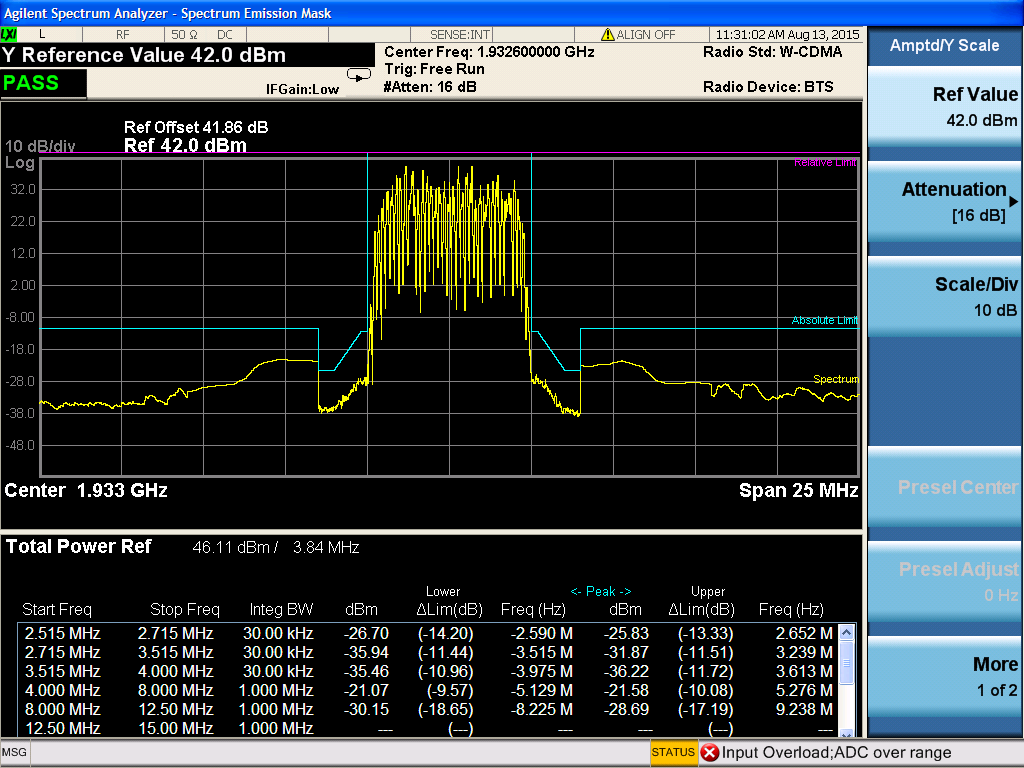 Agilent Spectrum Analyzer - Spectrum Emission Mask
LXI L RF 50 Ω DC SENSE:INT ALIGN OFF 11:31:02 AM Aug 13, 2015
Y Reference Value 42.0 dBm
PASS
IFGain:Low
Center Freq: 1.932600000 GHz
Trig: Free Run
#Atten: 16 dB
Radio Std: W-CDMA
Radio Device: BTS
Ref Offset 41.86 dB
10 dB/div Ref 42.0 dBm
Log
Relative Limit
32.0
22.0
12.0
2.00
-8.00
Absolute Limit
-18.0
-28.0
Spectrum
-38.0
-48.0
Center 1.933 GHz Span 25 MHz
Total Power Ref 46.11 dBm / 3.84 MHz
Lower <- Peak -> Upper
Start Freq Stop Freq Integ BW dBm ΔLim(dB) Freq (Hz) dBm ΔLim(dB) Freq (Hz)
2.515 MHz 2.715 MHz 30.00 kHz -26.70 (-14.20) -2.590 M -25.83 (-13.33) 2.652 M
2.715 MHz 3.515 MHz 30.00 kHz -35.94 (-11.44) -3.515 M -31.87 (-11.51) 3.239 M
3.515 MHz 4.000 MHz 30.00 kHz -35.46 (-10.96) -3.975 M -36.22 (-11.72) 3.613 M
4.000 MHz 8.000 MHz 1.000 MHz -21.07 (-9.57) -5.129 M -21.58 (-10.08) 5.276 M
8.000 MHz 12.50 MHz 1.000 MHz -30.15 (-18.65) -8.225 M -28.69 (-17.19) 9.238 M
12.50 MHz 15.00 MHz 1.000 MHz --- (---) --- --- (---) ---
Amptd/Y Scale
Ref Value
42.0 dBm
Attenuation
[16 dB]
Scale/Div
10 dB
Presel Center
Presel Adjust
0 Hz
More
1 of 2
MSG STATUS Input Overload;ADC over range